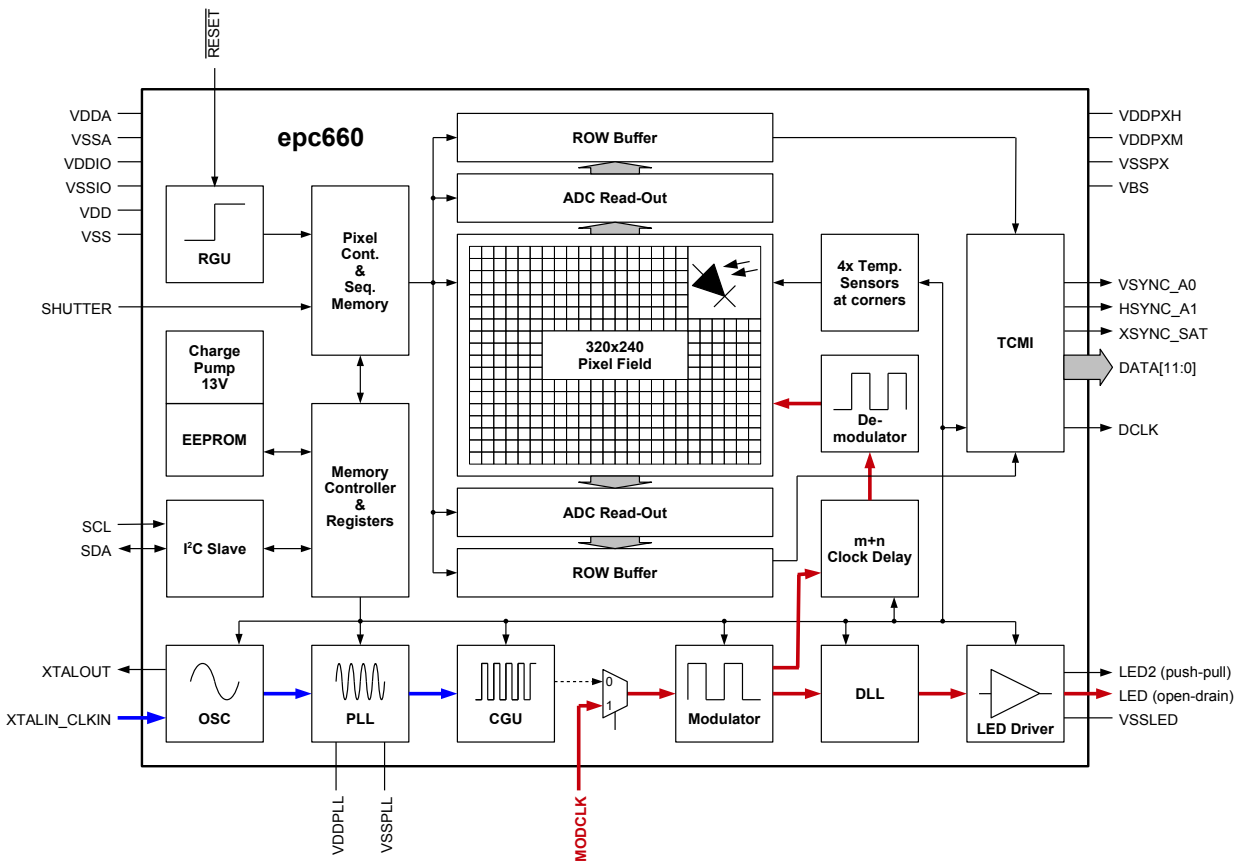 RESET
VDDA
VSSA
VDDIO
VSSIO
VDD
VSS
SHUTTER
SCL
SDA
XTALOUT
XTALIN_CLKIN
epc660
RGU
Pixel
Cont.
&
Seq.
Memory
Charge
Pump
13V
EEPROM
I²C Slave
Memory
Controller
&
Registers
ROW Buffer
ADC Read-Out
320x240
Pixel Field
ADC Read-Out
ROW Buffer
4x Temp.
Sensors
at corners
De-
modulator
m+n
Clock Delay
TCMI
OSC
PLL
CGU
0
1
Modulator
DLL
LED Driver
VDDPXH
VDDPXM
VSSPX
VBS
VSYNC_A0
HSYNC_A1
XSYNC_SAT
DATA[11:0]
DCLK
LED2 (push-pull)
LED (open-drain)
VSSLED
VDDPLL
VSSPLL
MODCLK